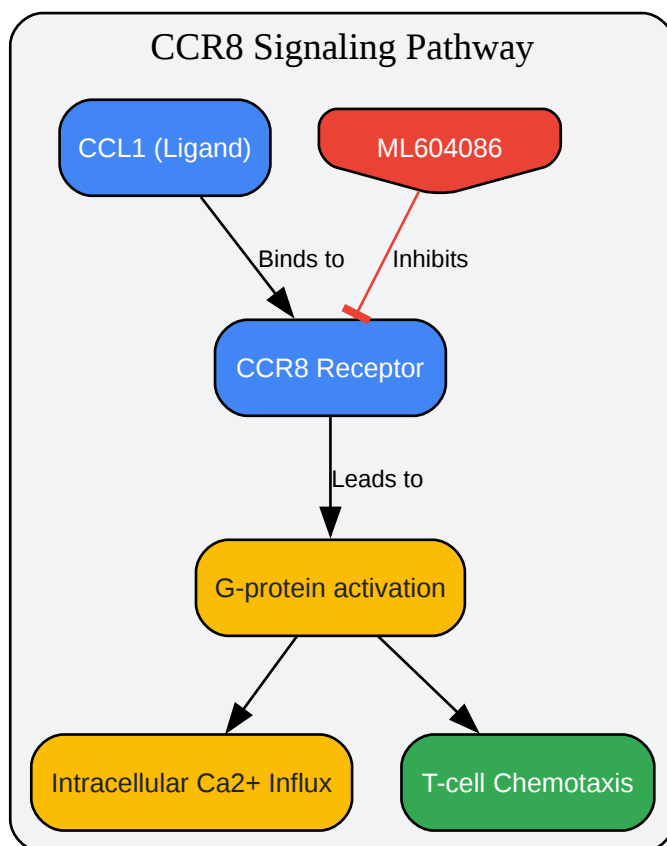 CCR8 Signaling Pathway
CCL1 (Ligand)
ML604086
Binds to
Inhibits
CCR8 Receptor
Leads to
G-protein activation
Intracellular Ca2+ Influx
T-cell Chemotaxis